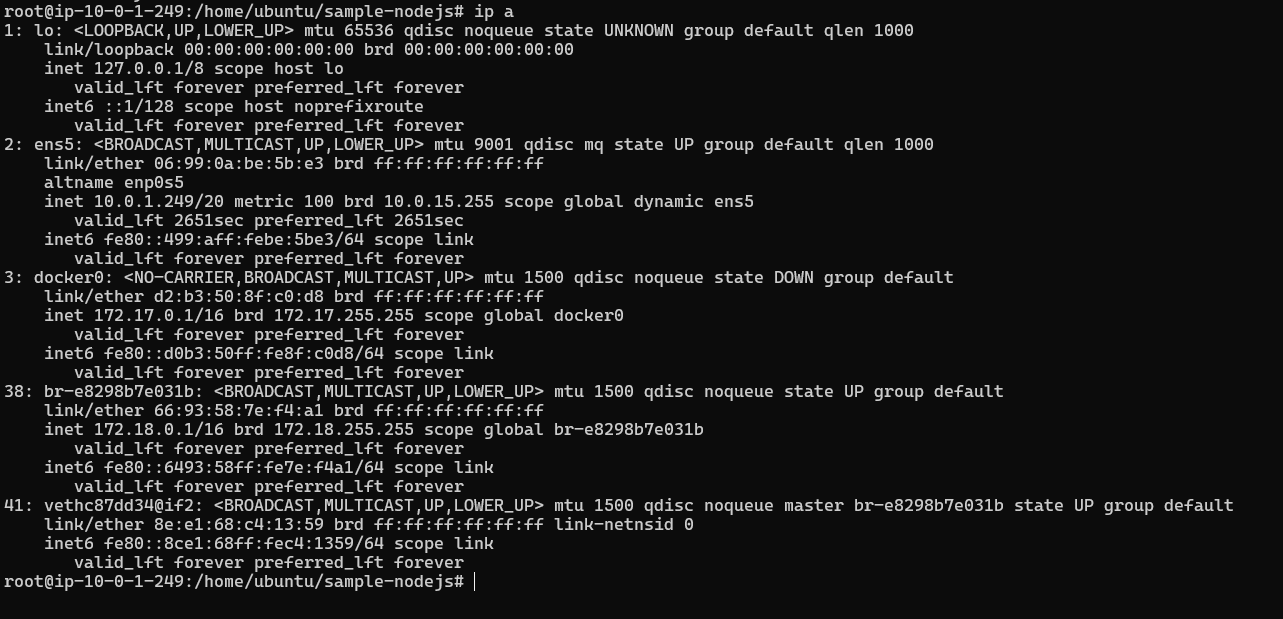 root@ip-10-0-1-249:/home/ubuntu/sample-nodejs# ip a
1: lo: <LOOPBACK,UP,LOWER_UP> mtu 65536 qdisc noqueue state UNKNOWN group default qlen 1000
    link/loopback 00:00:00:00:00:00 brd 00:00:00:00:00:00
    inet 127.0.0.1/8 scope host lo
       valid_lft forever preferred_lft forever
    inet6 ::1/128 scope host noprefixroute
       valid_lft forever preferred_lft forever
2: ens5: <BROADCAST,MULTICAST,UP,LOWER_UP> mtu 9001 qdisc mq state UP group default qlen 1000
    link/ether 06:99:0a:be:5b:e3 brd ff:ff:ff:ff:ff:ff
    altname enp0s5
    inet 10.0.1.249/20 metric 100 brd 10.0.15.255 scope global dynamic ens5
       valid_lft 2651sec preferred_lft 2651sec
    inet6 fe80::499:aff:febe:5be3/64 scope link
       valid_lft forever preferred_lft forever
3: docker0: <NO-CARRIER,BROADCAST,MULTICAST,UP> mtu 1500 qdisc noqueue state DOWN group default
    link/ether d2:b3:50:8f:c0:d8 brd ff:ff:ff:ff:ff:ff
    inet 172.17.0.1/16 brd 172.17.255.255 scope global docker0
       valid_lft forever preferred_lft forever
    inet6 fe80::d0b3:50ff:fe8f:c0d8/64 scope link
       valid_lft forever preferred_lft forever
38: br-e8298b7e031b: <BROADCAST,MULTICAST,UP,LOWER_UP> mtu 1500 qdisc noqueue state UP group default
    link/ether 66:93:58:7e:f4:a1 brd ff:ff:ff:ff:ff:ff
    inet 172.18.0.1/16 brd 172.18.255.255 scope global br-e8298b7e031b
       valid_lft forever preferred_lft forever
    inet6 fe80::6493:58ff:fe7e:f4a1/64 scope link
       valid_lft forever preferred_lft forever
41: vethc87dd34@if2: <BROADCAST,MULTICAST,UP,LOWER_UP> mtu 1500 qdisc noqueue master br-e8298b7e031b state UP group default
    link/ether 8e:e1:68:c4:13:59 brd ff:ff:ff:ff:ff:ff link-netnsid 0
    inet6 fe80::8ce1:68ff:fec4:1359/64 scope link
       valid_lft forever preferred_lft forever
root@ip-10-0-1-249:/home/ubuntu/sample-nodejs#